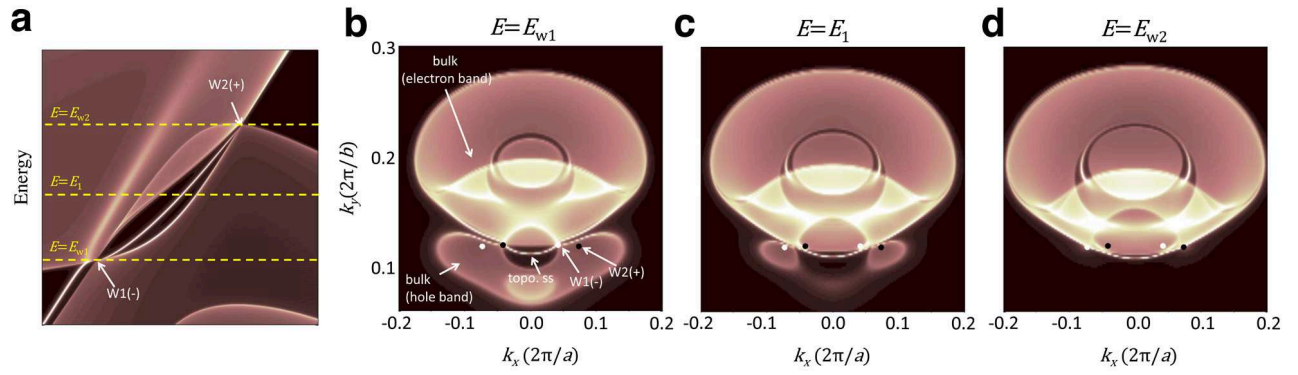 a
Energy
E=Ew2
E=E1
E=Ew1
W2(+)
W1(-)
b
E=Ew1
0.3
0.2
0.1
ky(2π/b)
bulk
(electron band)
bulk
(hole band)
topo. ss
W1(-)
W2(+)
-0.2 -0.1 0.0 0.1 0.2
kx(2π/a)
c
E=E1
-0.2 -0.1 0.0 0.1 0.2
kx(2π/a)
d
E=Ew2
-0.2 -0.1 0.0 0.1 0.2
kx(2π/a)